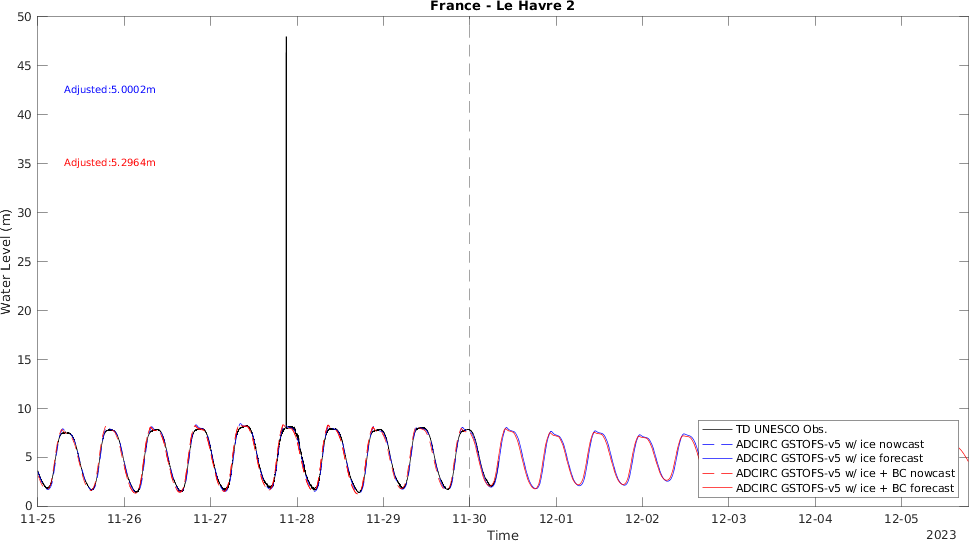 France - Le Havre 2
50
45
40
35
30
25
20
15
10
5
0
Water Level (m)
Adjusted:5.0002m
Adjusted:5.2964m
TD UNESCO Obs.
ADCIRC GSTOFS-v5 w/ ice nowcast
ADCIRC GSTOFS-v5 w/ ice forecast
ADCIRC GSTOFS-v5 w/ ice + BC nowcast
ADCIRC GSTOFS-v5 w/ ice + BC forecast
11-25 11-26 11-27 11-28 11-29 11-30 12-01 12-02 12-03 12-04 12-05
Time
2023